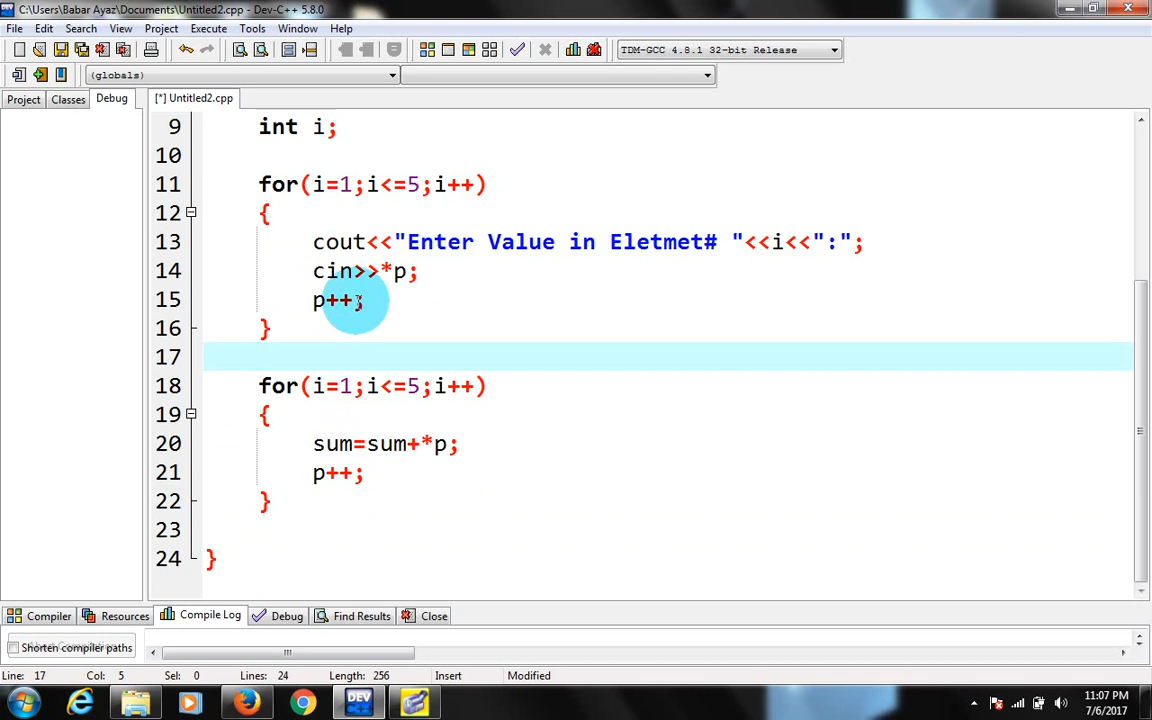 C:\Users\Babar Ayaz\Documents\Untitled2.cpp - Dev-C++ 5.8.0
File Edit Search View Project Execute Tools Window Help
TDM-GCC 4.8.1 32-bit Release
(globals)
Project Classes Debug [*] Untitled2.cpp
9 int i;
10
11 for(i=1;i<=5;i++)
12 {
13 cout<<"Enter Value in Eletmet# "<<i<<":";
14 cin>>*p;
15 p++;
16 }
17
18 for(i=1;i<=5;i++)
19 {
20 sum=sum+*p;
21 p++;
22 }
23
24 }
Compiler Resources Compile Log Debug Find Results Close
Shorten compiler paths
Line: 17 Col: 5 Sel: 0 Lines: 24 Length: 256 Insert Modified
DEV
11:07 PM
7/6/2017